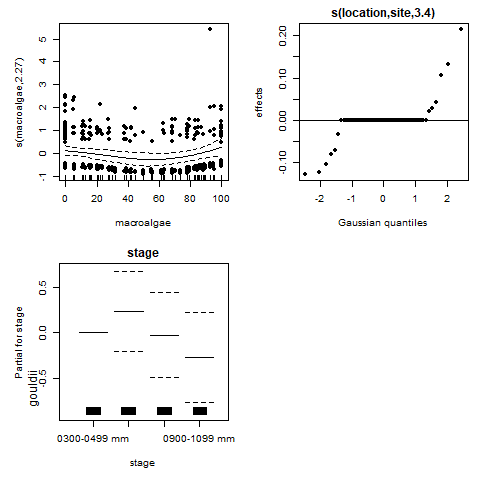 s(macroalgae,2.27)
-1 0 1 2 3 4 5
0 20 40 60 80 100
macroalgae
s(location,site,3.4)
effects
-0.10 0.00 0.10 0.20
-2 -1 0 1 2
Gaussian quantiles
stage
gouldii
Partial for stage
-0.5 0.0 0.5
0300-0499 mm 0900-1099 mm
stage